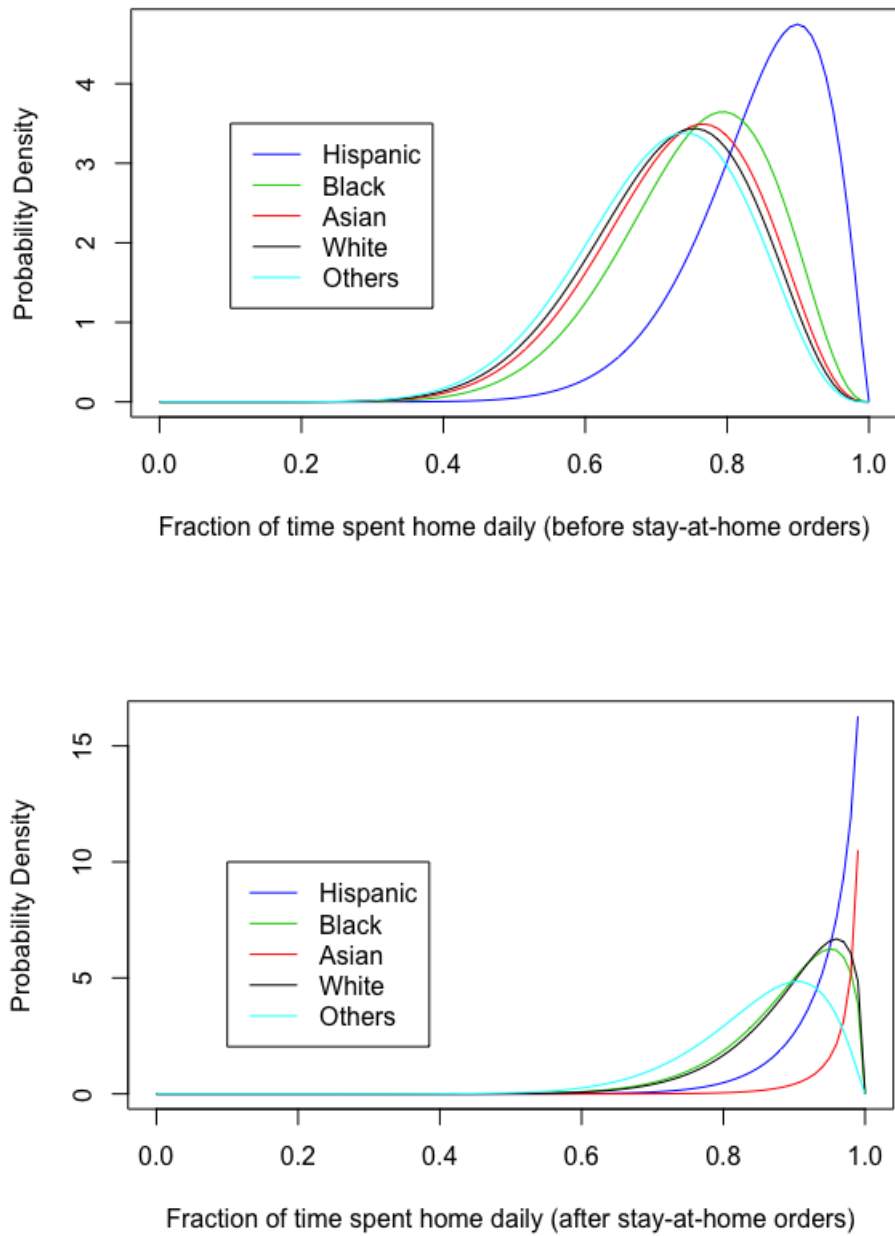 4
3
2
1
0
Probability Density
Hispanic
Black
Asian
White
Others
0.0 0.2 0.4 0.6 0.8 1.0
Fraction of time spent home daily (before stay-at-home orders)
15
10
5
0
Probability Density
Hispanic
Black
Asian
White
Others
0.0 0.2 0.4 0.6 0.8 1.0
Fraction of time spent home daily (after stay-at-home orders)